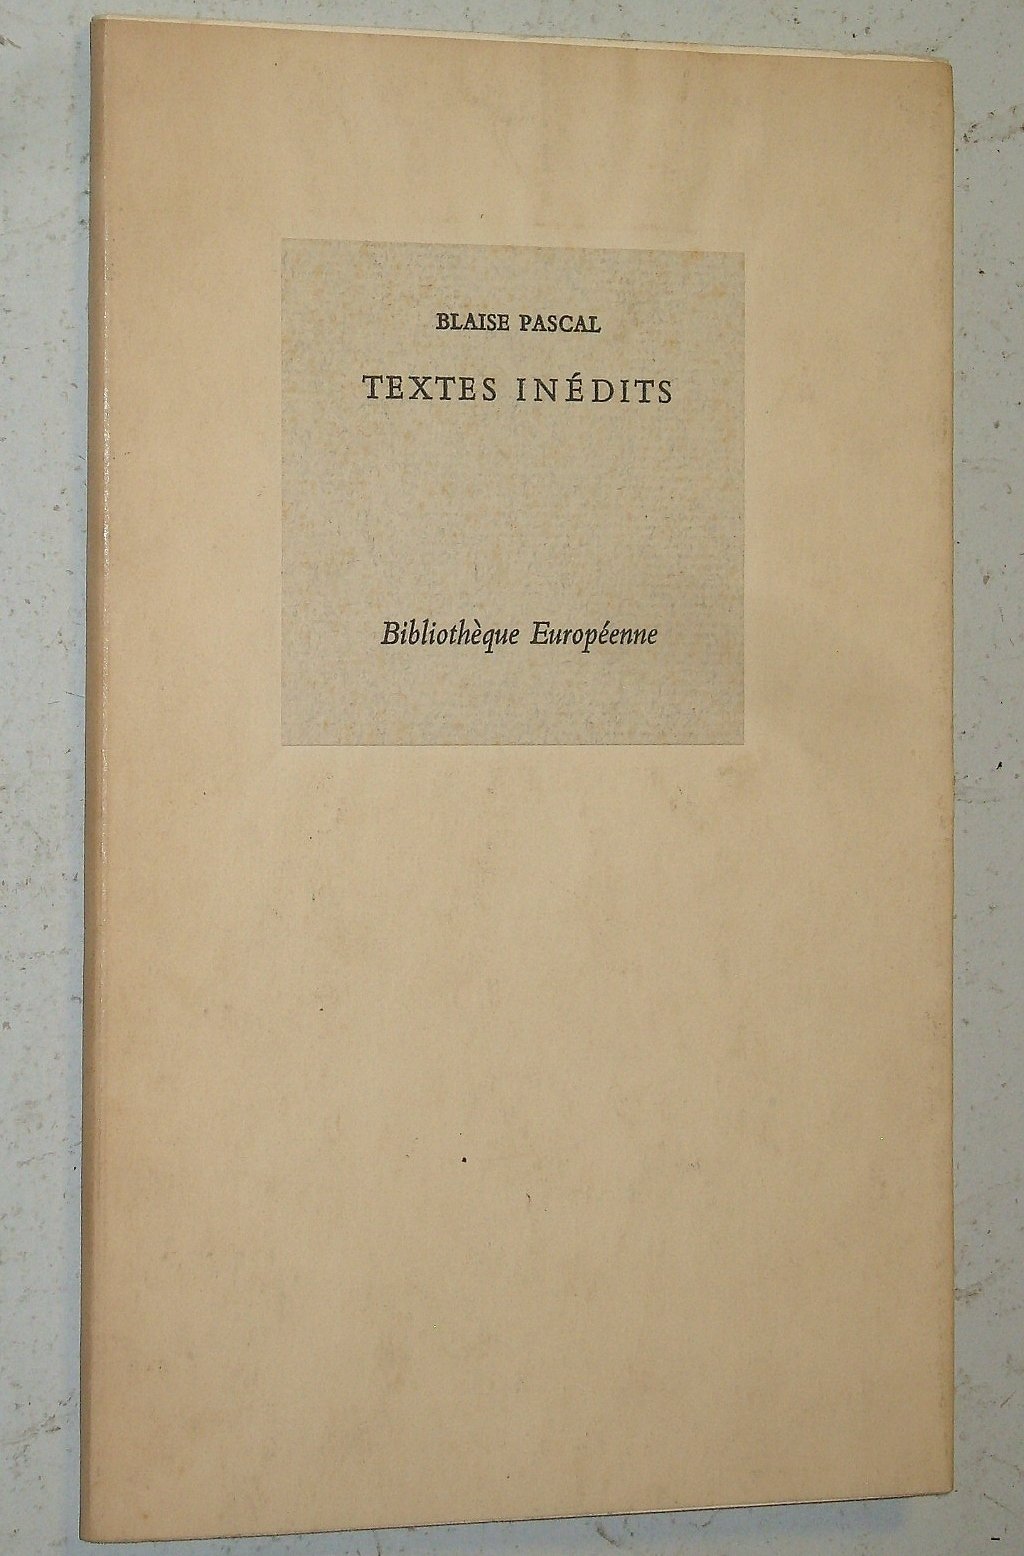 BLAISE PASCAL
TEXTES INÉDITS
Bibliothèque Européenne